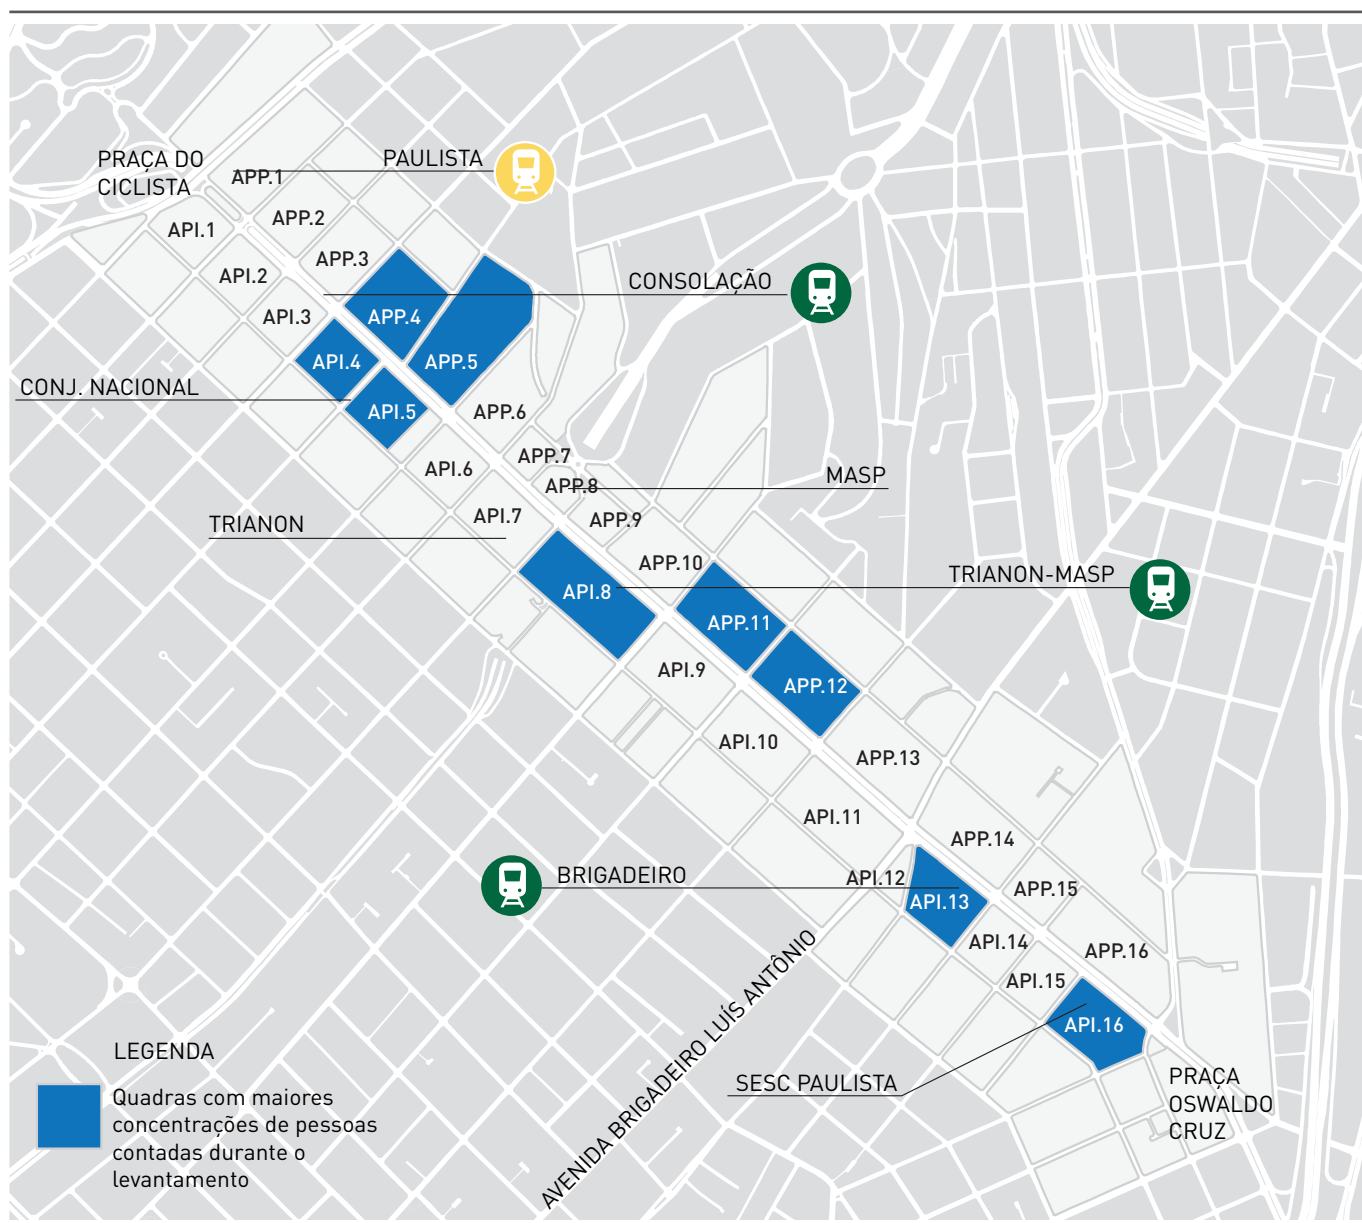 PRAÇA DO
CICLISTA
APP.1
PAULISTA
API.1
APP.2
API.2
APP.3
CONSOLAÇÃO
API.3
APP.4
API.4
APP.5
CONJ. NACIONAL
API.5
APP.6
API.6
APP.7
MASP
APP.8
TRIANON
API.7
APP.9
APP.10
TRIANON-MASP
API.8
APP.11
API.9
APP.12
API.10
APP.13
API.11
APP.14
BRIGADEIRO
API.12
APP.15
API.13
API.14
APP.16
API.15
API.16
AVENIDA BRIGADEIRO LUÍS ANTÔNIO
SESC PAULISTA
PRAÇA
OSWALDO
CRUZ
LEGENDA
Quadras com maiores
concentrações de pessoas
contadas durante o
levantamento